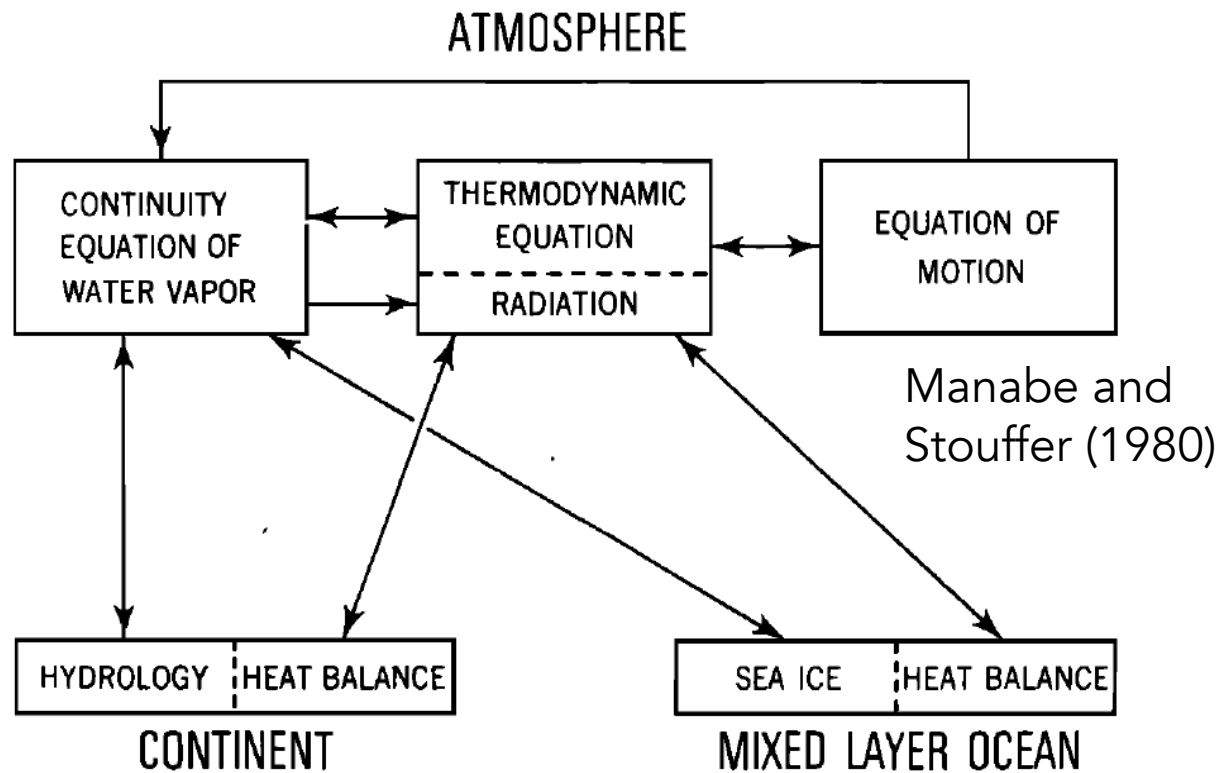 ATMOSPHERE
CONTINUITY
EQUATION OF
WATER VAPOR
THERMODYNAMIC
EQUATION
RADIATION
EQUATION OF
MOTION
Manabe and
Stouffer (1980)
HYDROLOGY
HEAT BALANCE
CONTINENT
SEA ICE
HEAT BALANCE
MIXED LAYER OCEAN